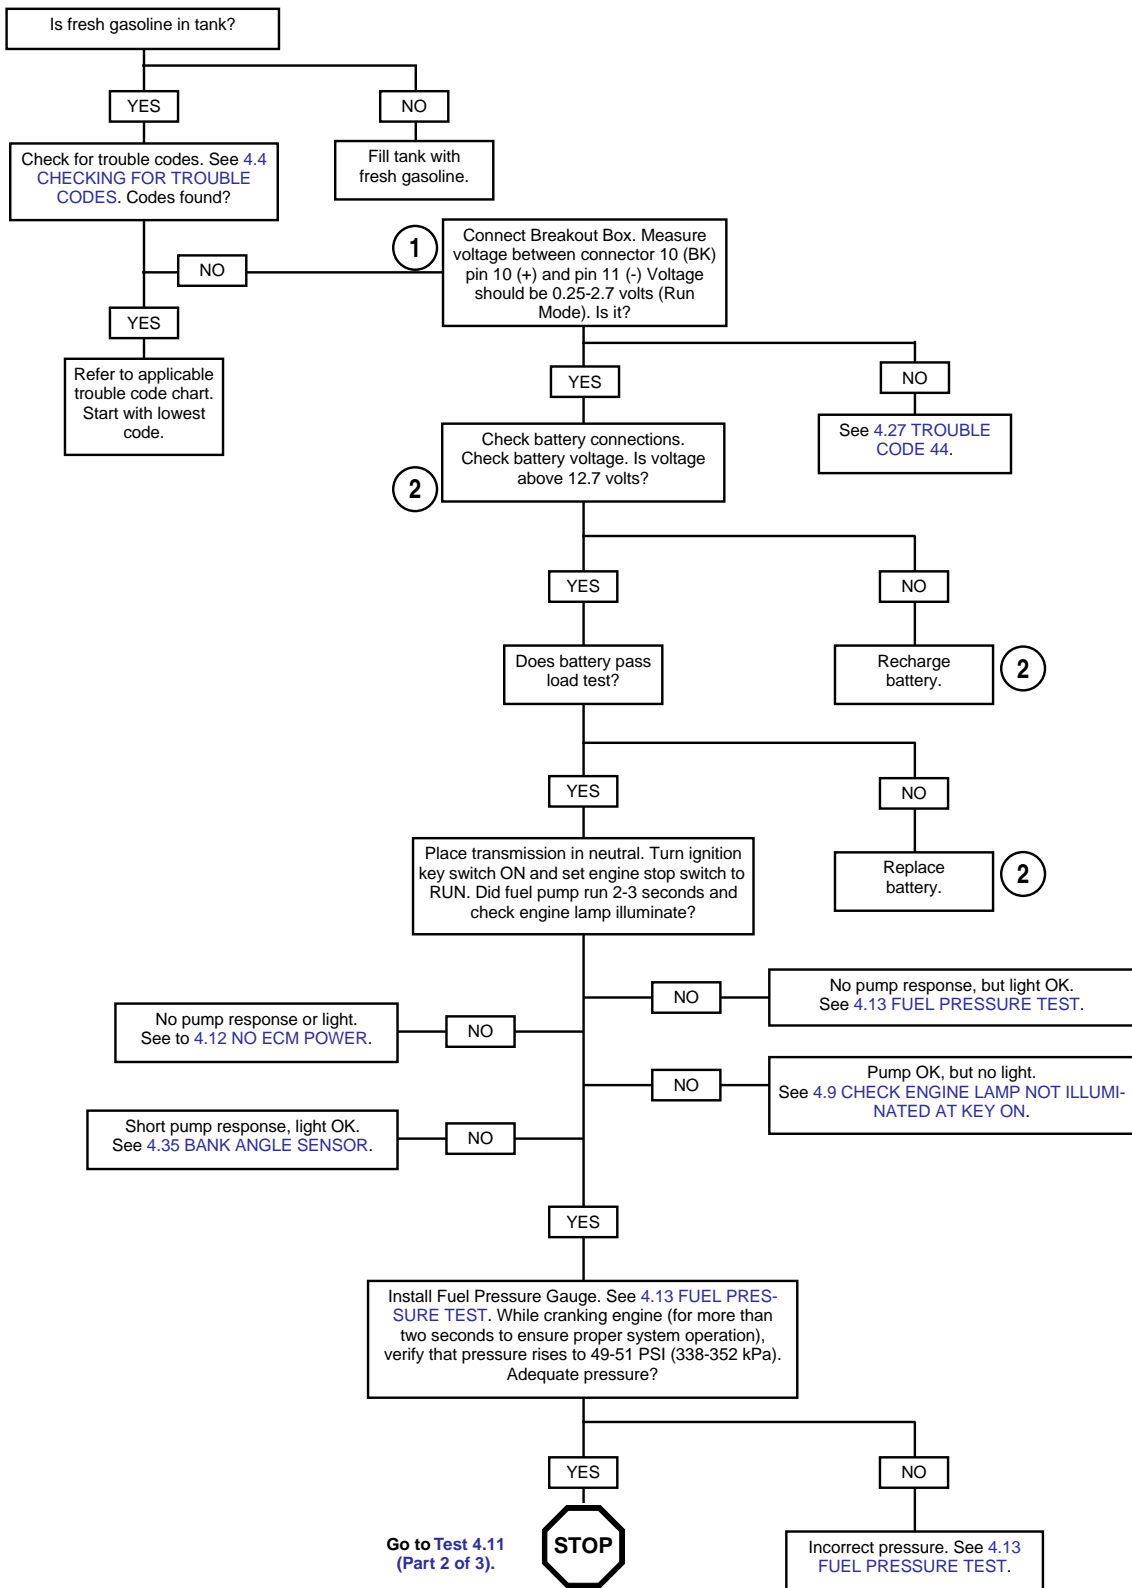 Is fresh gasoline in tank?
YES
NO
Check for trouble codes. See 4.4
CHECKING FOR TROUBLE
CODES. Codes found?
Fill tank with
fresh gasoline.
NO
1
Connect Breakout Box. Measure
voltage between connector 10 (BK)
pin 10 (+) and pin 11 (-) Voltage
should be 0.25-2.7 volts (Run
Mode). Is it?
YES
Refer to applicable
trouble code chart.
Start with lowest
code.
YES
NO
See 4.27 TROUBLE
CODE 44.
2
Check battery connections.
Check battery voltage. Is voltage
above 12.7 volts?
YES
NO
Does battery pass
load test?
Recharge
battery.
2
YES
NO
Place transmission in neutral. Turn ignition
key switch ON and set engine stop switch to
RUN. Did fuel pump run 2-3 seconds and
check engine lamp illuminate?
Replace
battery.
2
NO
No pump response, but light OK.
See 4.13 FUEL PRESSURE TEST.
No pump response or light.
See to 4.12 NO ECM POWER.
NO
NO
Pump OK, but no light.
See 4.9 CHECK ENGINE LAMP NOT ILLUMI-
NATED AT KEY ON.
Short pump response, light OK.
See 4.35 BANK ANGLE SENSOR.
NO
YES
Install Fuel Pressure Gauge. See 4.13 FUEL PRES-
SURE TEST. While cranking engine (for more than
two seconds to ensure proper system operation),
verify that pressure rises to 49-51 PSI (338-352 kPa).
Adequate pressure?
YES
NO
Go to Test 4.11
(Part 2 of 3).
STOP
Incorrect pressure. See 4.13
FUEL PRESSURE TEST.